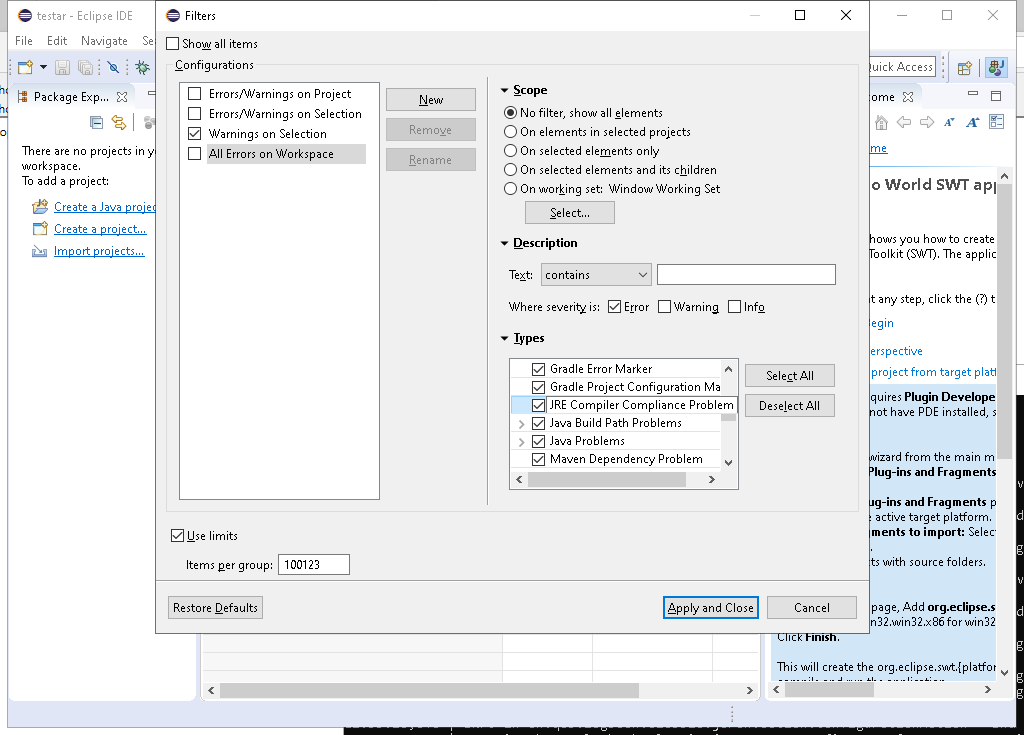 testar - Eclipse IDE
File Edit Navigate Se
Quick Access
Package Exp...
There are no projects in y
workspace.
To add a project:
Create a Java projec
Create a project...
Import projects...
Filters
Show all items
Configurations
Errors/Warnings on Project
Errors/Warnings on Selection
Warnings on Selection
All Errors on Workspace
New
Remove
Rename
Scope
No filter, show all elements
On elements in selected projects
On selected elements only
On selected elements and its children
On working set: Window Working Set
Select...
Description
Text: contains
Where severity is: Error Warning Info
Types
Gradle Error Marker
Gradle Project Configuration Ma
JRE Compiler Compliance Problem
Java Build Path Problems
Java Problems
Maven Dependency Problem
Select All
Deselect All
Use limits
Items per group: 100123
Restore Defaults
Apply and Close
Cancel
ome
me
o World SWT app
hows you how to create
Toolkit (SWT). The applic
t any step, click the (?) t
Begin
erspective
project from target platf
quires Plugin Develope
not have PDE installed, s
wizard from the main m
Plug-ins and Fragments
ug-ins and Fragments p
e active target platform.
gments to import: Selec
ts with source folders.
page, Add org.eclipse.s
n32.win32.x86 for win32
Click Finish.
This will create the org.eclipse.swt.{platfor
compile and run the application.